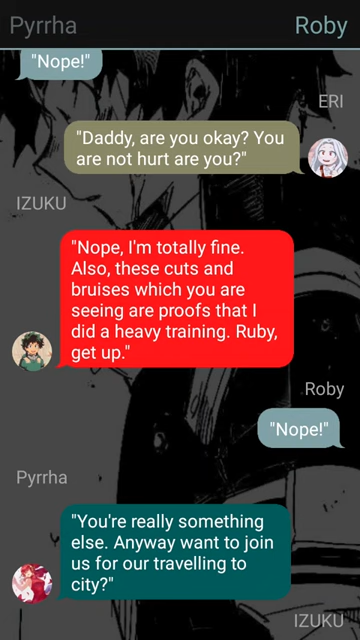 Pyrrha
Roby
"Nope!"
ERI
"Daddy, are you okay? You
are not hurt are you?"
IZUKU
"Nope, I'm totally fine.
Also, these cuts and
bruises which you are
seeing are proofs that I
did a heavy training. Ruby,
get up."
Roby
"Nope!"
Pyrrha
"You're really something
else. Anyway want to join
us for our travelling to
city?"
IZUKU